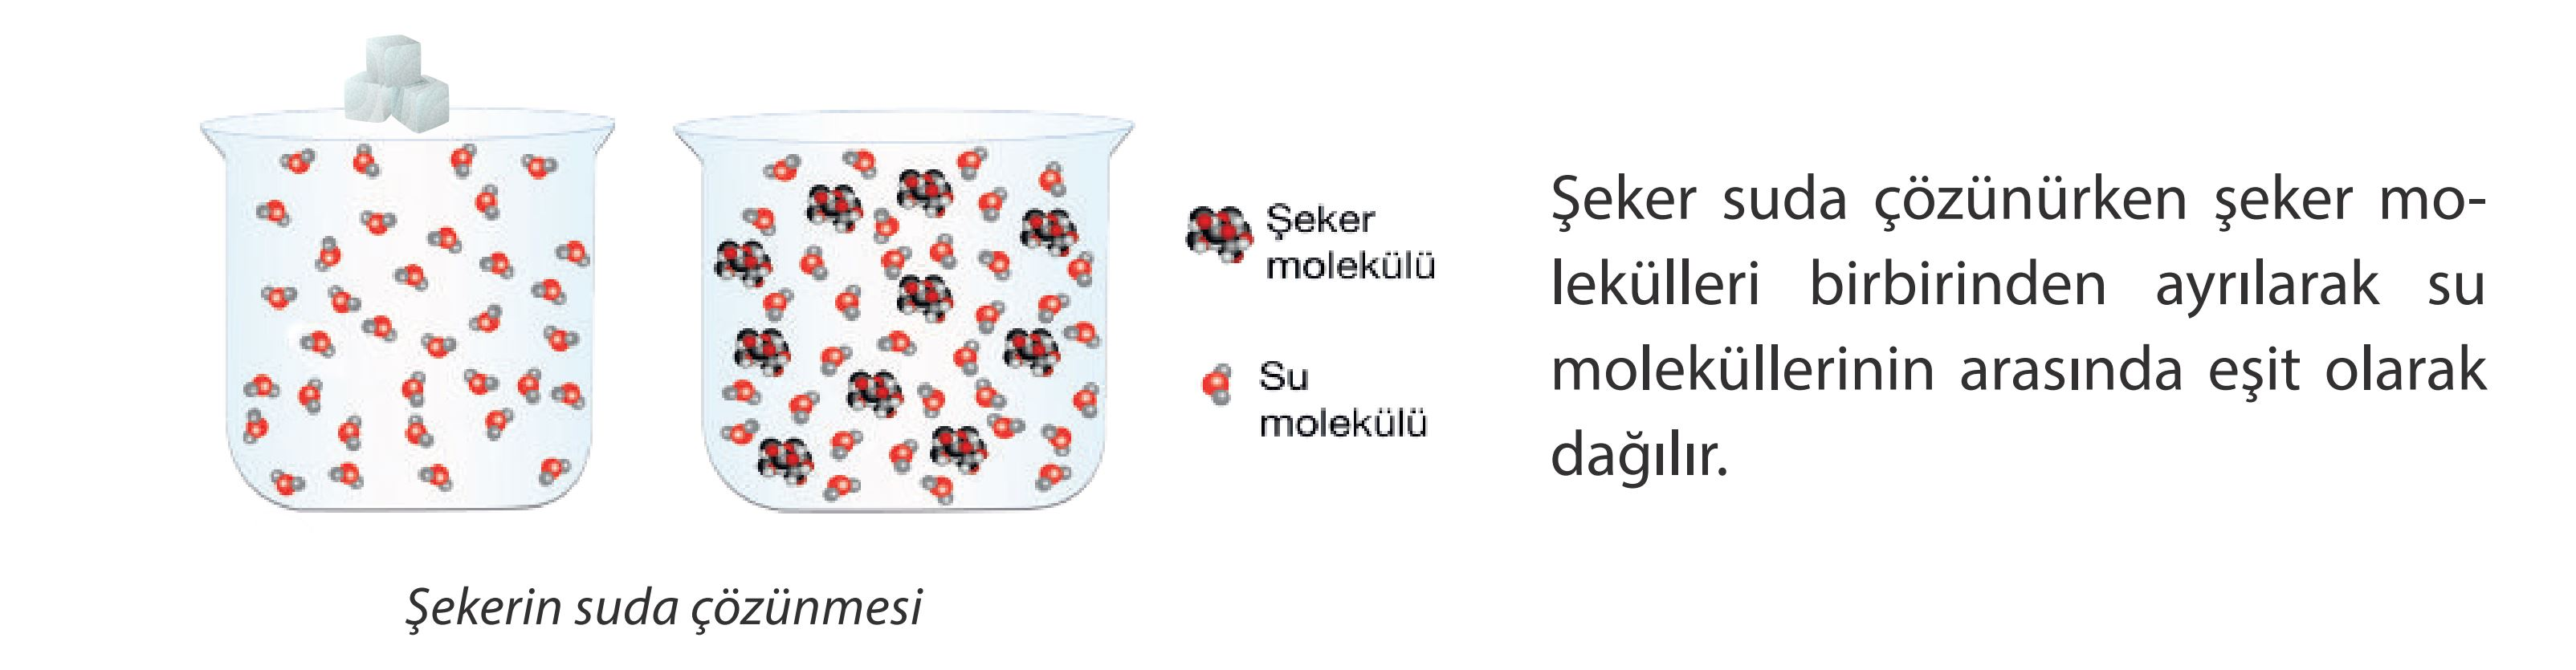 Şeker
molekülü
Su
molekülü
Şekerin suda çözünmesi
Şeker suda çözünürken şeker mo-
lekülleri birbirinden ayrılarak su
moleküllerinin arasında eşit olarak
dağılır.